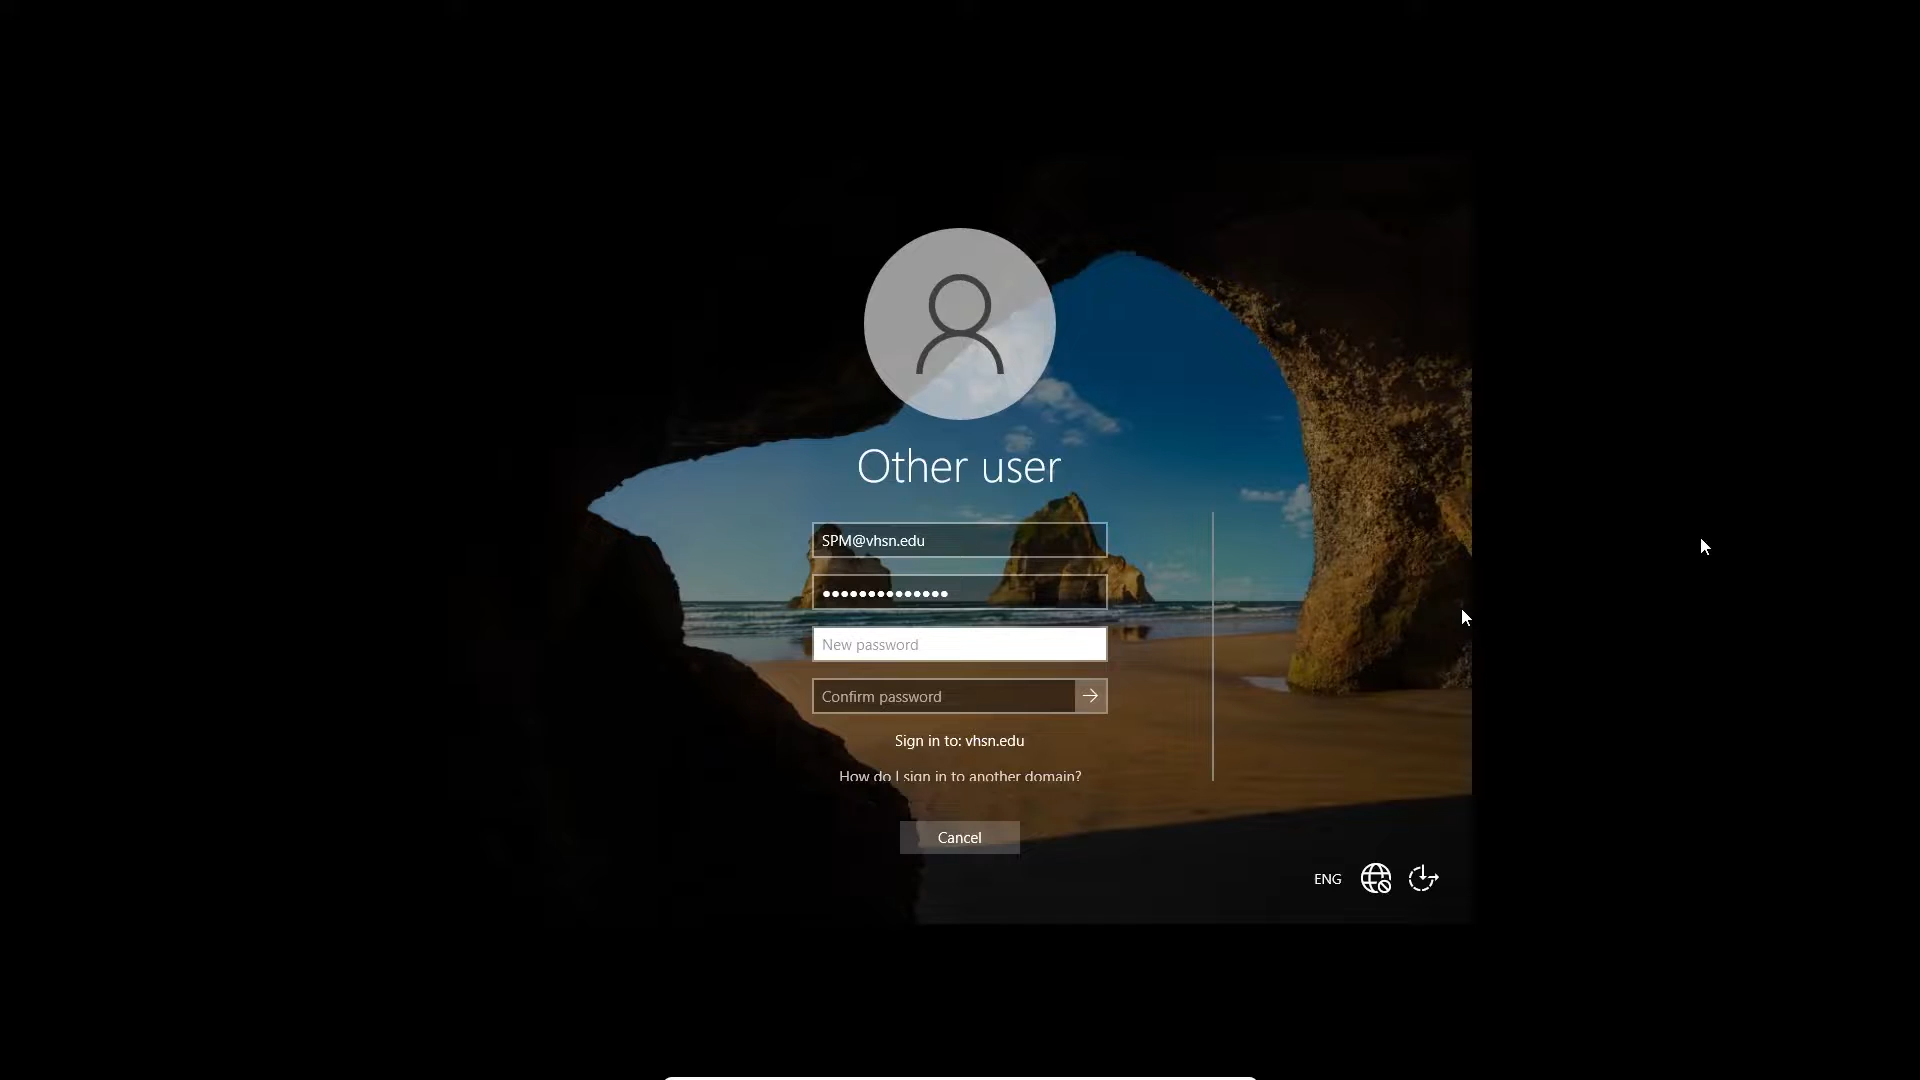 Other user
SPM@vhsn.edu
New password
Confirm password
Sign in to: vhsn.edu
How do I sign in to another domain?
Cancel
ENG